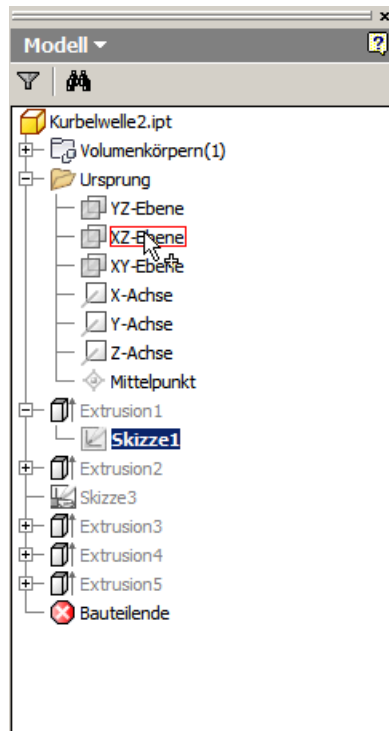 Modell
Kurbelwelle2.ipt
Volumenkörpern(1)
Ursprung
YZ-Ebene
XZ-Ebene
XY-Ebene
X-Achse
Y-Achse
Z-Achse
Mittelpunkt
Extrusion1
Skizze1
Extrusion2
Skizze3
Extrusion3
Extrusion4
Extrusion5
Bauteilende